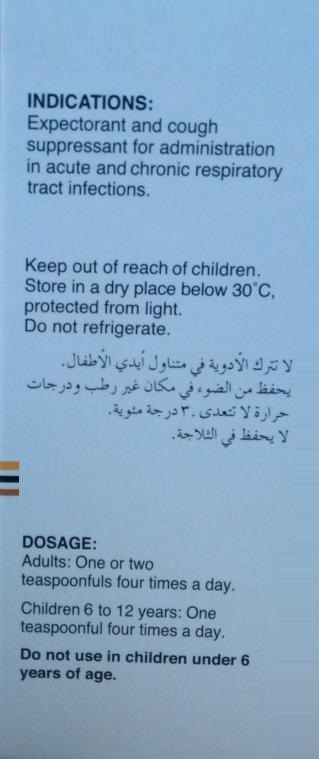 INDICATIONS:
Expectorant and cough
suppressant for administration
in acute and chronic respiratory
tract infections.
Keep out of reach of children.
Store in a dry place below 30°C,
protected from light.
Do not refrigerate.
لا تترك الأدوية في متناول أيدي الأطفال.
يحفظ من الضوء في مكان غير رطب ودرجات
حرارة لا تتعدى ٣٠ درجة مئوية.
لا يحفظ في الثلاجة.
DOSAGE:
Adults: One or two
teaspoonfuls four times a day.
Children 6 to 12 years: One
teaspoonful four times a day.
Do not use in children under 6
years of age.